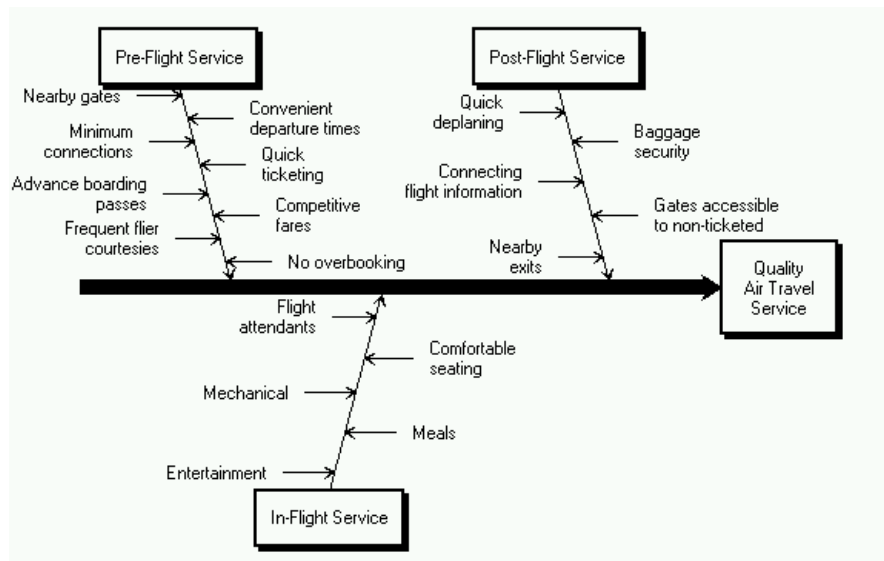 Pre-Flight Service
Post-Flight Service
Nearby gates
Convenient
departure times
Minimum
connections
Quick
ticketing
Advance boarding
passes
Competitive
fares
Frequent flier
courtesies
No overbooking
Quick
deplaning
Baggage
security
Connecting
flight information
Gates accessible
to non-ticketed
Nearby
exits
Quality
Air Travel
Service
Flight
attendants
Comfortable
seating
Mechanical
Meals
Entertainment
In-Flight Service